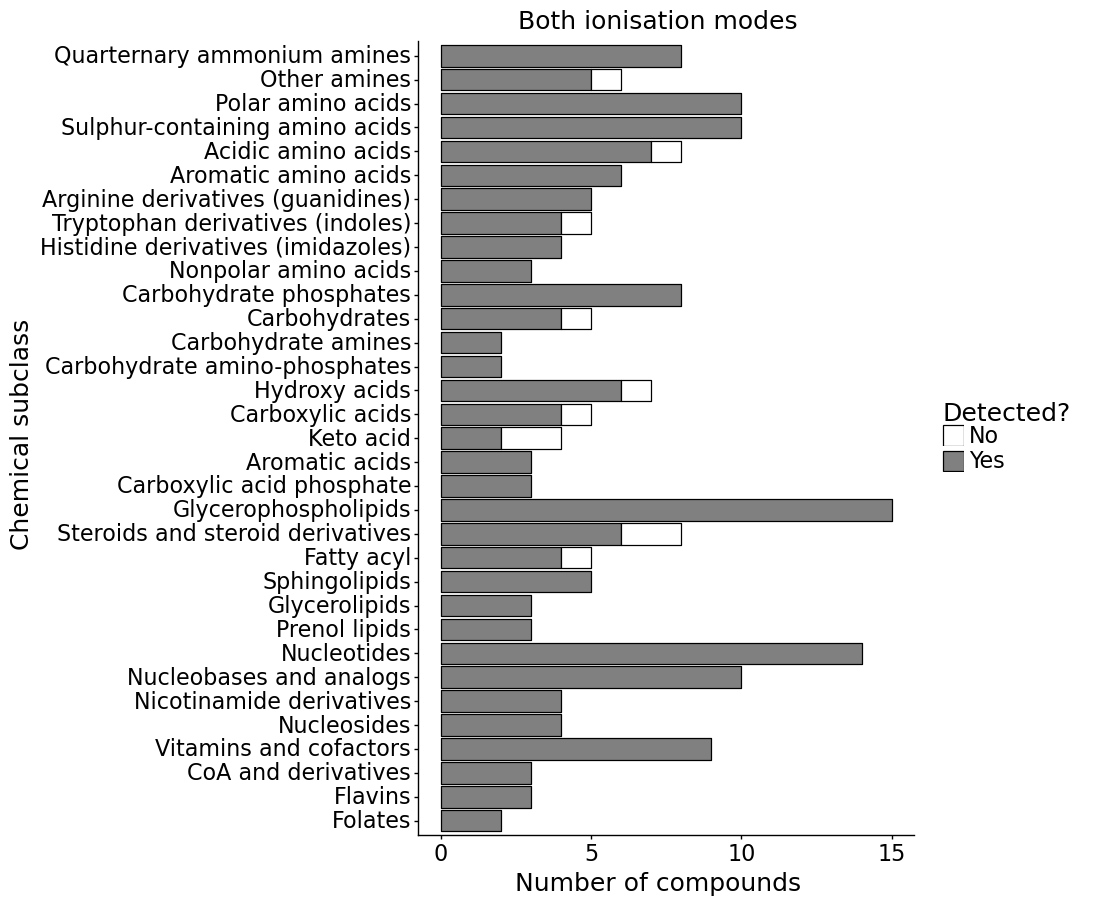 Both ionisation modes
Quarternary ammonium amines
Other amines
Polar amino acids
Sulphur-containing amino acids
Acidic amino acids
Aromatic amino acids
Arginine derivatives (guanidines)
Tryptophan derivatives (indoles)
Histidine derivatives (imidazoles)
Nonpolar amino acids
Carbohydrate phosphates
Carbohydrates
Carbohydrate amines
Carbohydrate amino-phosphates
Hydroxy acids
Carboxylic acids
Keto acid
Aromatic acids
Carboxylic acid phosphate
Glycerophospholipids
Steroids and steroid derivatives
Fatty acyl
Sphingolipids
Glycerolipids
Prenol lipids
Nucleotides
Nucleobases and analogs
Nicotinamide derivatives
Nucleosides
Vitamins and cofactors
CoA and derivatives
Flavins
Folates
Chemical subclass
0 5 10 15
Number of compounds
Detected?
No
Yes